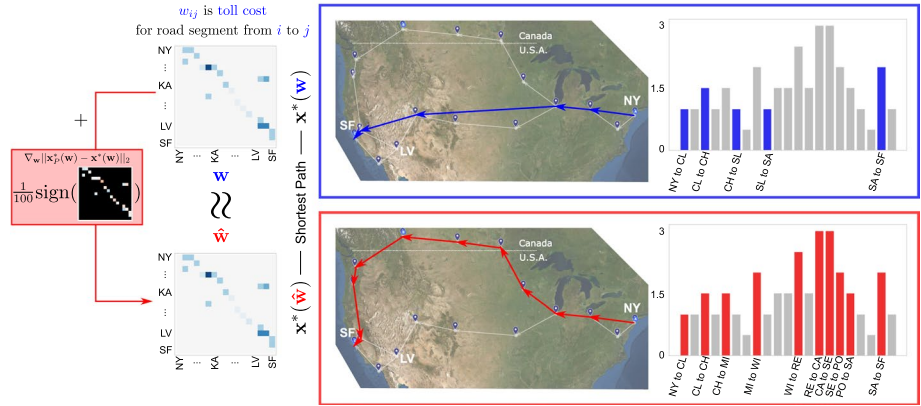 w_{ij} is toll cost
for road segment from i to j
NY
⋮
KA
⋮
LV
SF
NY
...
KA
...
LV
SF
w
≈
ŵ
+
∇_w||x*_P(w) − x*(w)||_2
1/100 sign( )
NY
⋮
KA
⋮
LV
SF
NY
...
KA
...
LV
SF
x*(ŵ) — Shortest Path — x*(w)
Canada
U.S.A.
NY
SF
LV
3
1.5
0
NY to CL
CL to CH
CH to SL
SL to SA
SA to SF
Canada
U.S.A.
NY
SF
LV
3
1.5
0
NY to CL
CL to CH
CH to MI
MI to WI
WI to RE
RE to CA
CA to SE
SE to PO
PO to SA
SA to SF